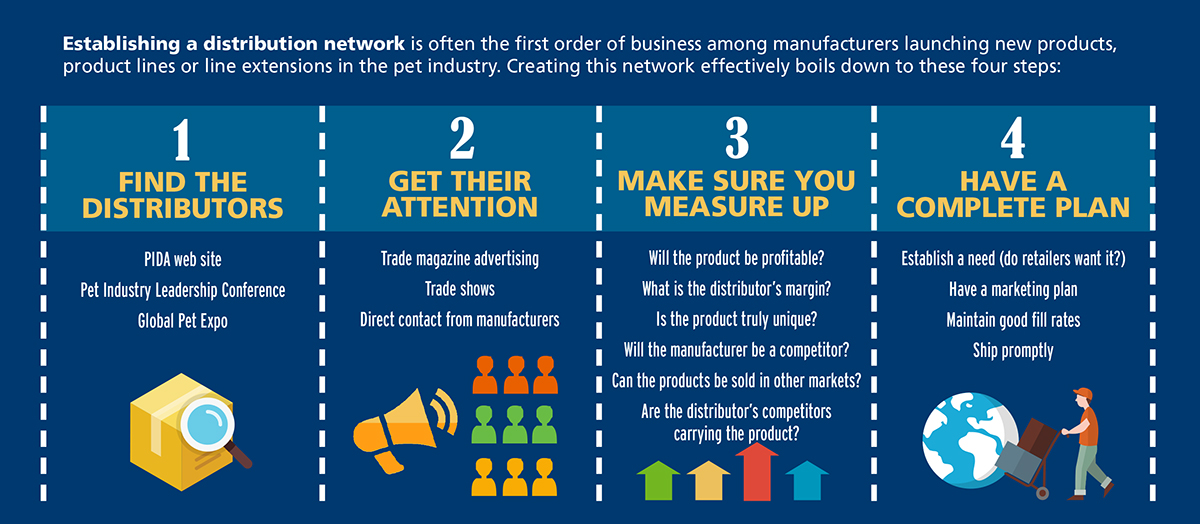 Establishing a distribution network is often the first order of business among manufacturers launching new products,
product lines or line extensions in the pet industry. Creating this network effectively boils down to these four steps:
1
FIND THE
DISTRIBUTORS
PIDA web site
Pet Industry Leadership Conference
Global Pet Expo
2
GET THEIR
ATTENTION
Trade magazine advertising
Trade shows
Direct contact from manufacturers
3
MAKE SURE YOU
MEASURE UP
Will the product be profitable?
What is the distributor's margin?
Is the product truly unique?
Will the manufacturer be a competitor?
Can the products be sold in other markets?
Are the distributor's competitors
carrying the product?
4
HAVE A
COMPLETE PLAN
Establish a need (do retailers want it?)
Have a marketing plan
Maintain good fill rates
Ship promptly